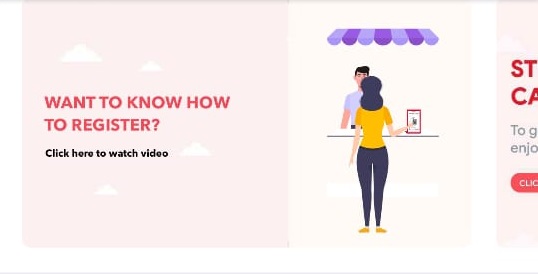 WANT TO KNOW HOW
TO REGISTER?
Click here to watch video
ST
CA
To g
enjo
CLIC